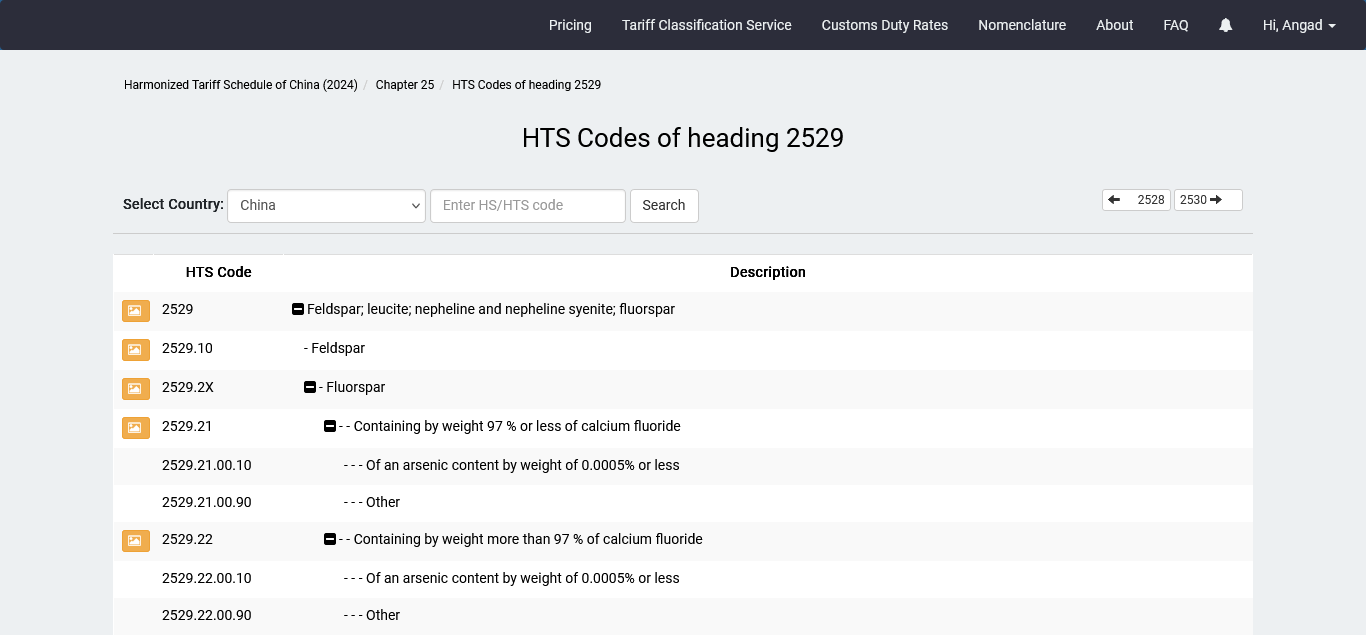 Pricing Tariff Classification Service Customs Duty Rates Nomenclature About FAQ Hi, Angad
Harmonized Tariff Schedule of China (2024) / Chapter 25 / HTS Codes of heading 2529
HTS Codes of heading 2529
Select Country: China Enter HS/HTS code Search 2528 2530
HTS Code Description
2529 Feldspar; leucite; nepheline and nepheline syenite; fluorspar
2529.10 - Feldspar
2529.2X - Fluorspar
2529.21 - - Containing by weight 97 % or less of calcium fluoride
2529.21.00.10 - - - Of an arsenic content by weight of 0.0005% or less
2529.21.00.90 - - - Other
2529.22 - - Containing by weight more than 97 % of calcium fluoride
2529.22.00.10 - - - Of an arsenic content by weight of 0.0005% or less
2529.22.00.90 - - - Other